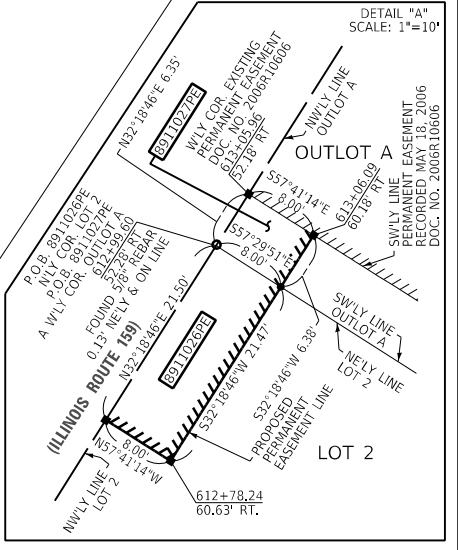 DETAIL "A"
SCALE: 1"=10'
N32°18'46"E 6.35'
8911027PE
W'LY COR. EXISTING
PERMANENT EASEMENT
DOC. NO. 2006R10606
613+05.86
52.18' RT
NW'LY LINE
OUTLOT A
OUTLOT A
S57°41'14"E
8.00'
613+06.09
60.18' RT
SW'LY LINE
PERMANENT EASEMENT
RECORDED MAY 18, 2006
DOC. NO. 2006R10606
P.O.B. 8911026PE
N'LY COR. LOT 2
P.O.B. 8911027PE
A W'LY COR. OUTLOT A
612+99.60
52.28' RT
FOUND 5/8" REBAR
0.13' NELY & ON LINE
S57°29'51"E
8.00'
N32°18'46"E 21.50'
(ILLINOIS ROUTE 159)
8911026PE
S32°18'46"W 21.47'
S32°18'46"W 6.38'
SW'LY LINE
OUTLOT A
NE'LY LINE
LOT 2
PROPOSED
PERMANENT
EASEMENT LINE
LOT 2
8.00'
N57°41'14"W
NW'LY LINE
LOT 2
612+78.24
60.63' RT.